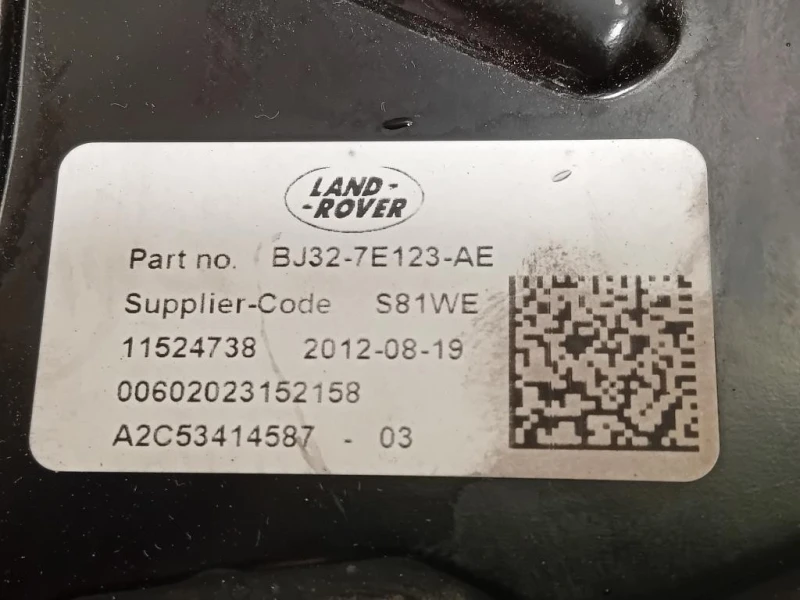 LAND-
-ROVER
Part no. BJ32-7E123-AE
Supplier-Code S81WE
11524738 2012-08-19
00602023152158
A2C53414587 - 03